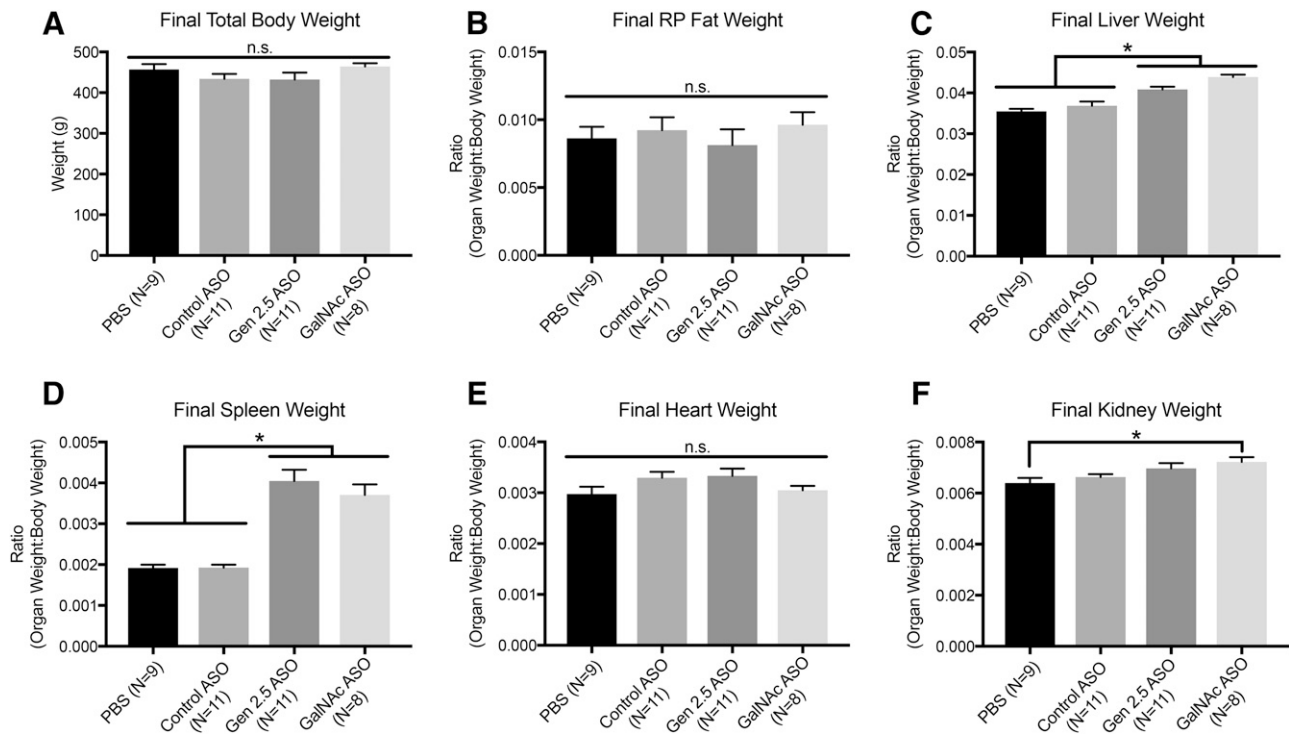 A
Final Total Body Weight
n.s.
Weight (g)
500
400
300
200
100
0
PBS (N=9)
Control ASO
(N=11)
Gen 2.5 ASO
(N=11)
GalNAc ASO
(N=8)
B
Final RP Fat Weight
n.s.
Ratio
(Organ Weight:Body Weight)
0.015
0.010
0.005
0.000
PBS (N=9)
Control ASO
(N=11)
Gen 2.5 ASO
(N=11)
GalNAc ASO
(N=8)
C
Final Liver Weight
*
Ratio
(Organ Weight:Body Weight)
0.05
0.04
0.03
0.02
0.01
0.00
PBS (N=9)
Control ASO
(N=11)
Gen 2.5 ASO
(N=11)
GalNAc ASO
(N=8)
D
Final Spleen Weight
*
Ratio
(Organ Weight:Body Weight)
0.005
0.004
0.003
0.002
0.001
0.000
PBS (N=9)
Control ASO
(N=11)
Gen 2.5 ASO
(N=11)
GalNAc ASO
(N=8)
E
Final Heart Weight
n.s.
Ratio
(Organ Weight:Body Weight)
0.004
0.003
0.002
0.001
0.000
PBS (N=9)
Control ASO
(N=11)
Gen 2.5 ASO
(N=11)
GalNAc ASO
(N=8)
F
Final Kidney Weight
*
Ratio
(Organ Weight:Body Weight)
0.008
0.006
0.004
0.002
0.000
PBS (N=9)
Control ASO
(N=11)
Gen 2.5 ASO
(N=11)
GalNAc ASO
(N=8)